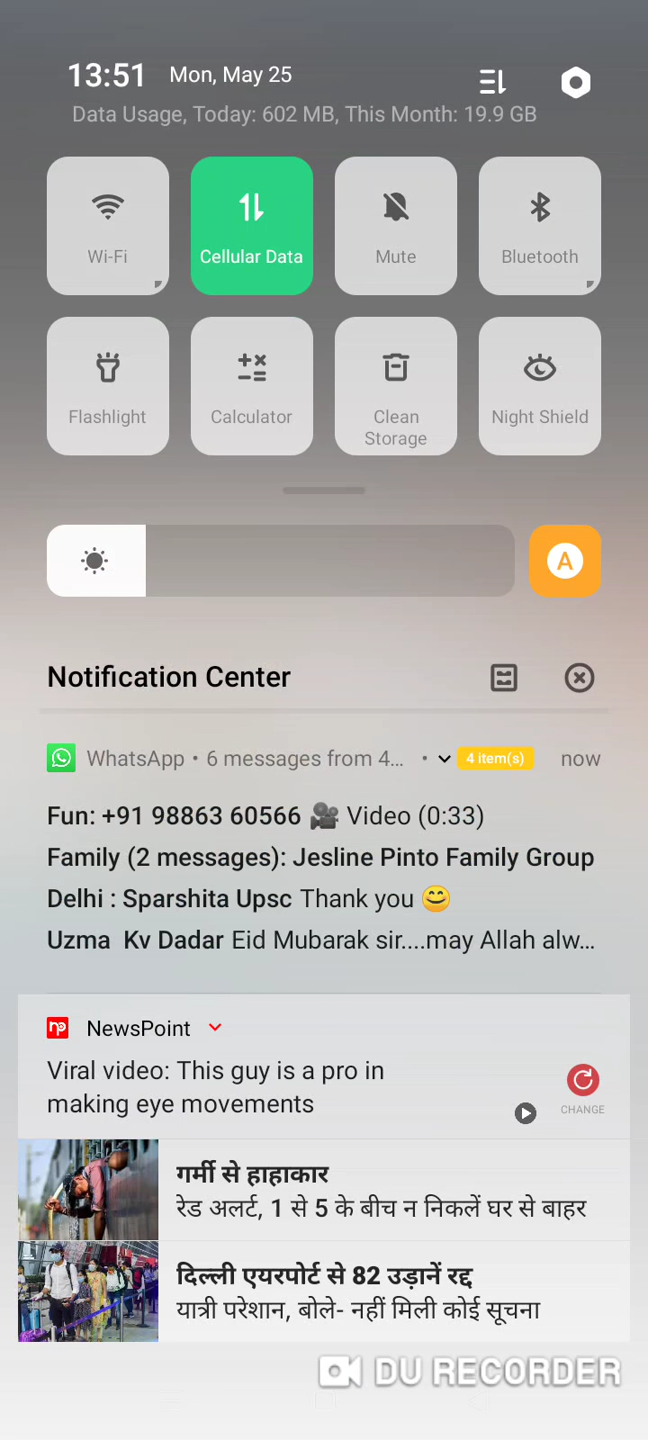 13:51 Mon, May 25
Data Usage, Today: 602 MB, This Month: 19.9 GB
Wi-Fi
Cellular Data
Mute
Bluetooth
Flashlight
Calculator
Clean
Storage
Night Shield
A
Notification Center
WhatsApp • 6 messages from 4... • 4 item(s) now
Fun: +91 98863 60566 🎥 Video (0:33)
Family (2 messages): Jesline Pinto Family Group
Delhi : Sparshita Upsc Thank you 😊
Uzma Kv Dadar Eid Mubarak sir....may Allah alw...
np NewsPoint
Viral video: This guy is a pro in
making eye movements
CHANGE
गर्मी से हाहाकार
रेड अलर्ट, 1 से 5 के बीच न निकलें घर से बाहर
दिल्ली एयरपोर्ट से 82 उड़ानें रद्द
यात्री परेशान, बोले- नहीं मिली कोई सूचना
DU RECORDER